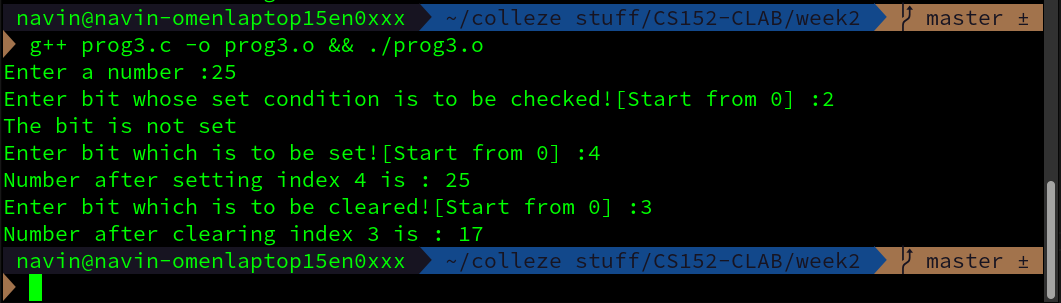 navin@navin-omenlaptop15en0xxx ~/colleze stuff/CS152-CLAB/week2 master ±
g++ prog3.c -o prog3.o && ./prog3.o
Enter a number :25
Enter bit whose set condition is to be checked![Start from 0] :2
The bit is not set
Enter bit which is to be set![Start from 0] :4
Number after setting index 4 is : 25
Enter bit which is to be cleared![Start from 0] :3
Number after clearing index 3 is : 17
navin@navin-omenlaptop15en0xxx ~/colleze stuff/CS152-CLAB/week2 master ±